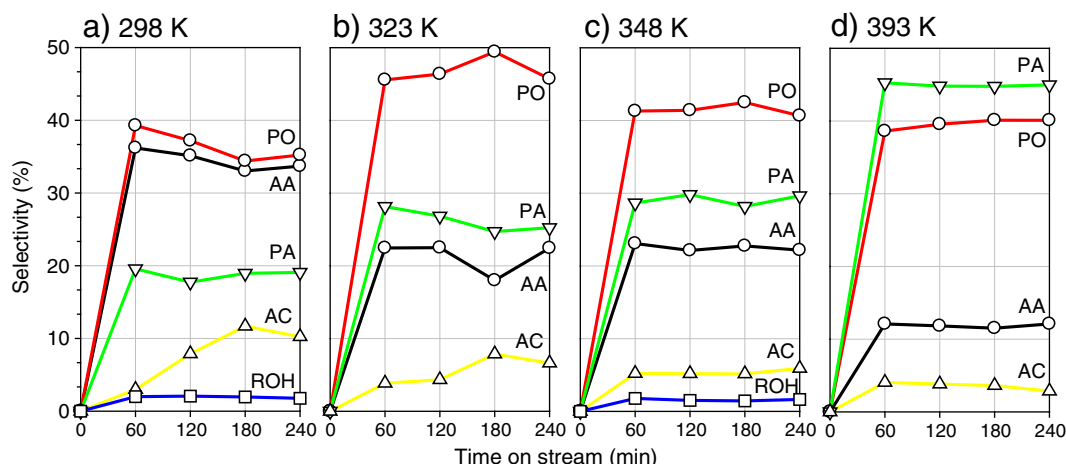 a) 298 K
b) 323 K
c) 348 K
d) 393 K
Selectivity (%)
50
40
30
20
10
0
PO
AA
PA
AC
ROH
0 60 120 180 240
PO
PA
AA
AC
0 60 120 180 240
PO
PA
AA
AC
ROH
0 60 120 180 240
PA
PO
AA
AC
0 60 120 180 240
Time on stream (min)